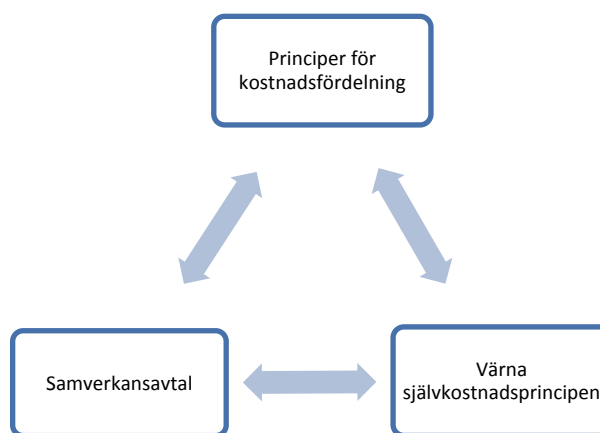 Principer för
kostnadsfördelning
Samverkansavtal
Värna
självkostnadsprincipen